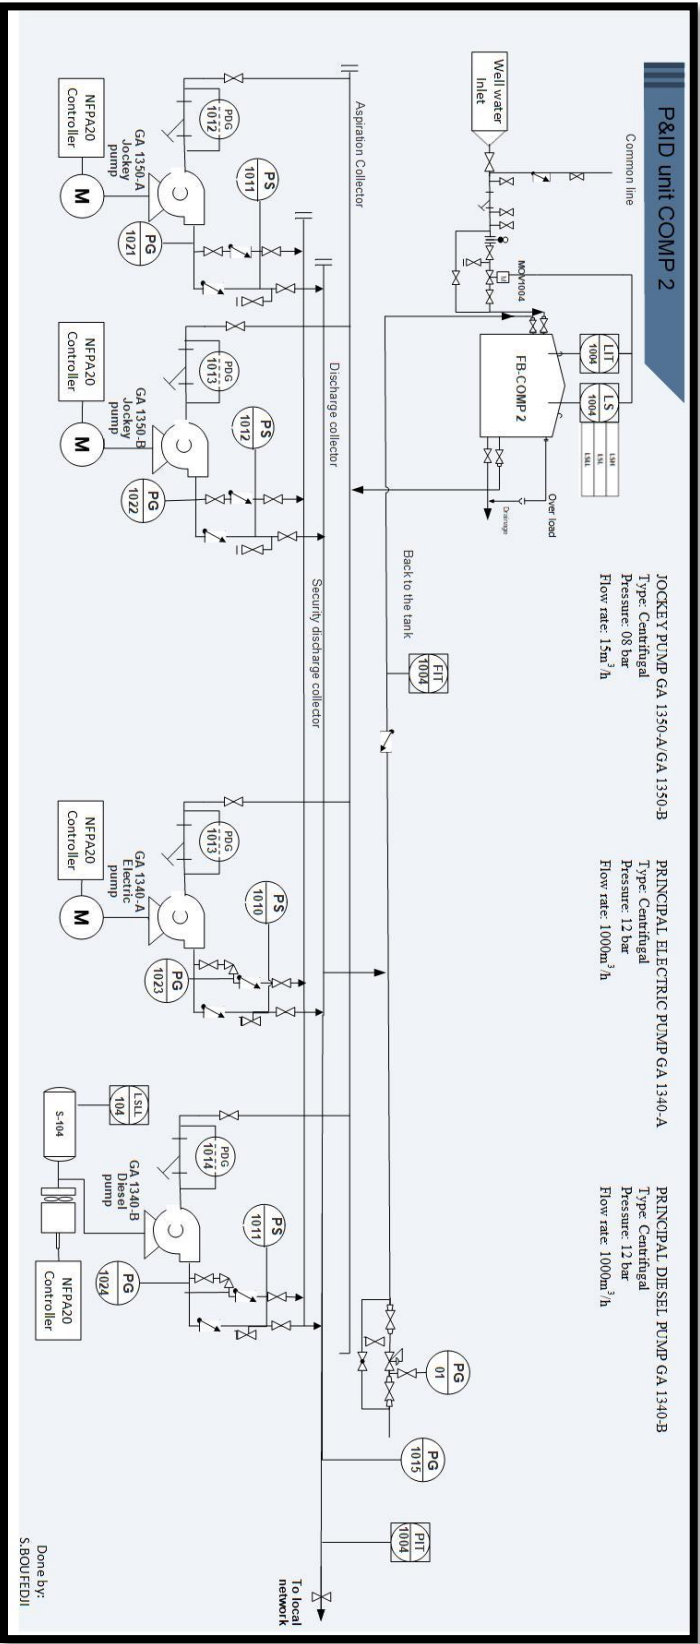 P&ID unit COMP 2
JOCKEY PUMP GA 1350-A/GA 1350-B
Type: Centrifugal
Pressure: 08 bar
Flow rate: 15m³/h
PRINCIPAL ELECTRIC PUMP GA 1340-A
Type: Centrifugal
Pressure: 12 bar
Flow rate: 1000m³/h
PRINCIPAL DIESEL PUMP GA 1340-B
Type: Centrifugal
Pressure: 12 bar
Flow rate: 1000m³/h
Common line
Well water
Inlet
MOV1004
M
LIT
1004
LS
1004
LSH
LSL
LSLL
FB-COMP 2
Over load
Drainage
Back to the tank
FIT
1004
PG
01
PG
1015
PIT
1004
Aspiration Collector
Discharge collector
Security discharge collector
To local
network
PDG
1012
PS
1011
C
PG
1021
GA 1350-A
Jockey
pump
M
NFPA20
Controller
PDG
1013
PS
1012
C
PG
1022
GA 1350-B
Jockey
pump
M
NFPA20
Controller
PDG
1013
PS
1010
C
PG
1023
GA 1340-A
Electric
pump
M
NFPA20
Controller
PDG
1014
PS
1011
C
PG
1024
GA 1340-B
Diesel
pump
LSLL
104
S-104
NFPA20
Controller
Done by:
S.BOUFEDJI